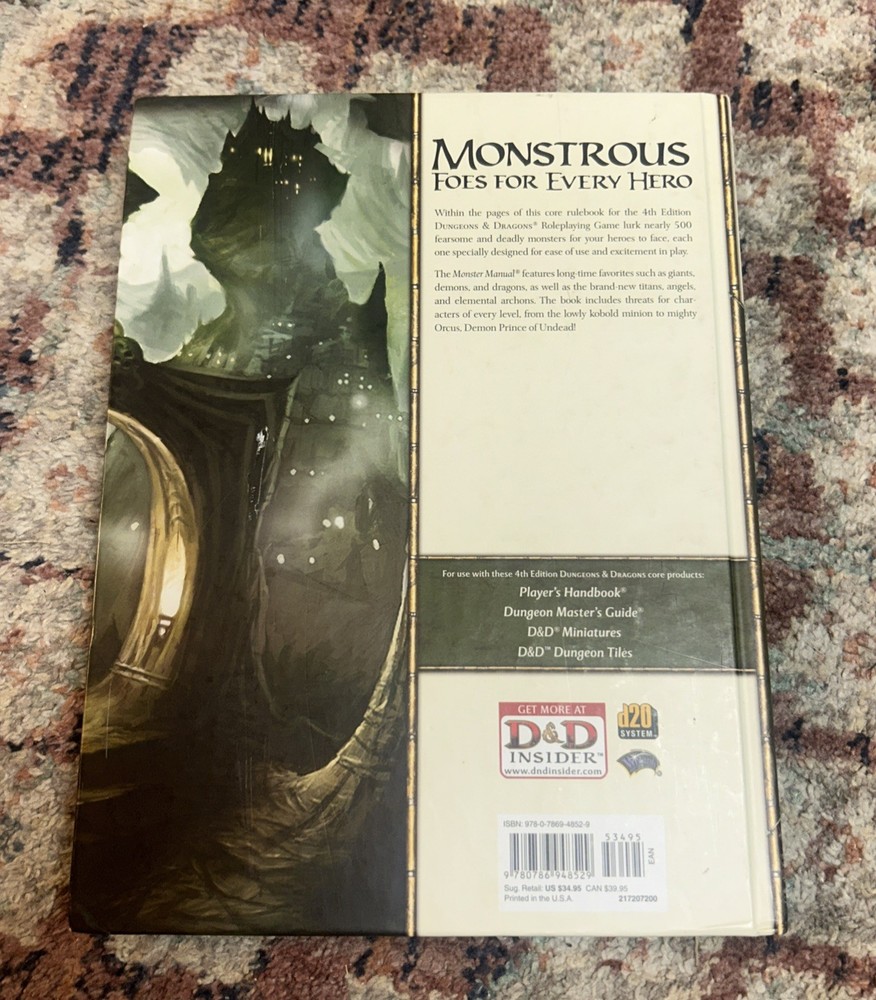 MONSTROUS
FOES FOR EVERY HERO
Within the pages of this core rulebook for the 4th Edition
DUNGEONS & DRAGONS® Roleplaying Game lurk nearly 500
fearsome and deadly monsters for your heroes to face, each
one specially designed for ease of use and excitement in play.
The Monster Manual® features long-time favorites such as giants,
demons, and dragons, as well as the brand-new titans, angels,
and elemental archons. The book includes threats for char-
acters of every level, from the lowly kobold minion to mighty
Orcus, Demon Prince of Undead!
For use with these 4th Edition DUNGEONS & DRAGONS core products:
Player's Handbook®
Dungeon Master's Guide®
D&D® Miniatures
D&D™ Dungeon Tiles
GET MORE AT
D&D
INSIDER™
www.dndinsider.com
d20
SYSTEM
ISBN: 978-0-7869-4852-9
53495
EAN
9 780786 948529
Sug. Retail: US $34.95 CAN $39.95
Printed in the U.S.A. 217207200